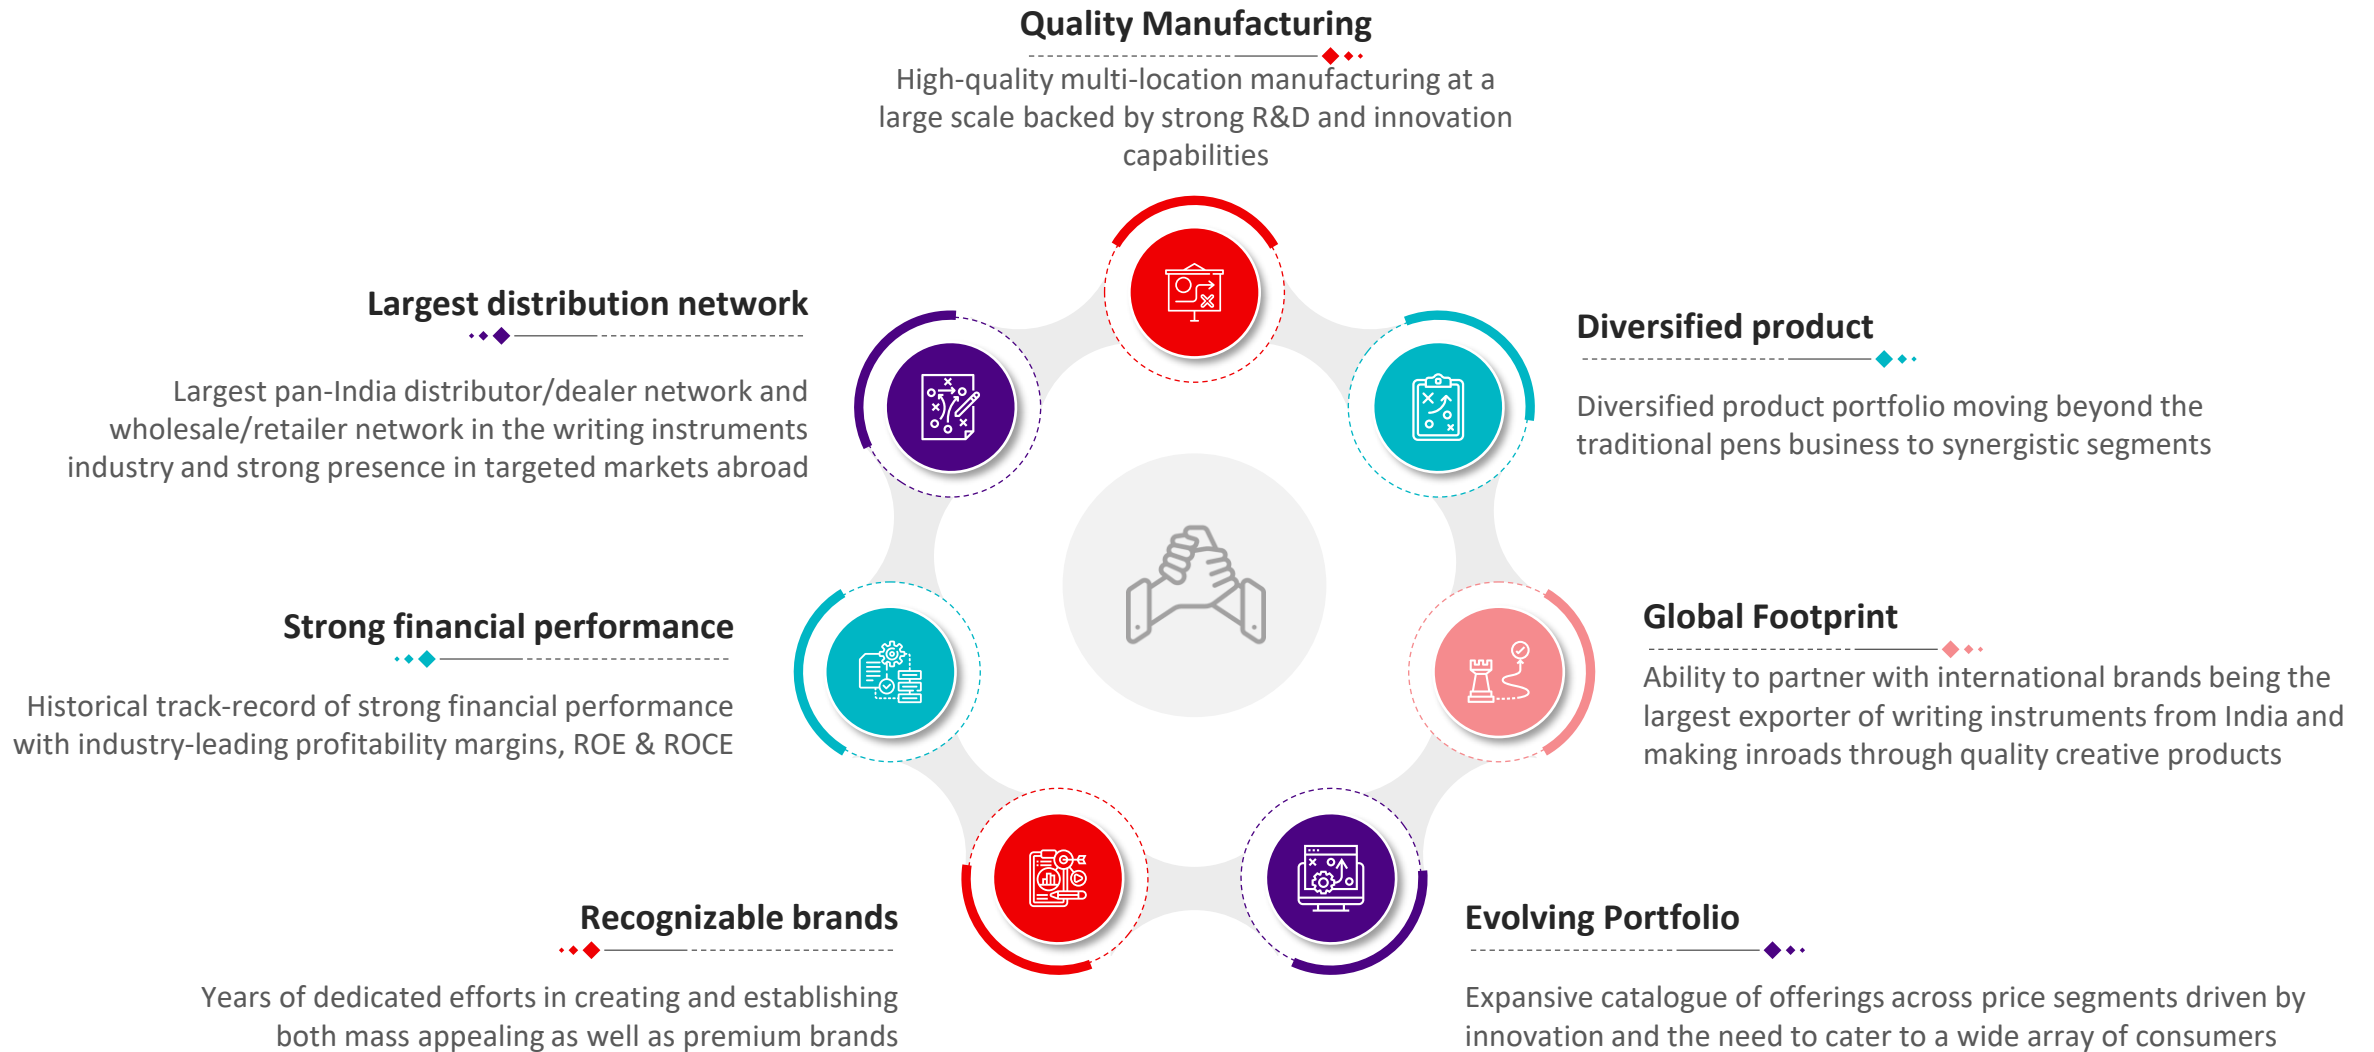 Quality Manufacturing
High-quality multi-location manufacturing at a
large scale backed by strong R&D and innovation
capabilities
Diversified product
Diversified product portfolio moving beyond the
traditional pens business to synergistic segments
Global Footprint
Ability to partner with international brands being the
largest exporter of writing instruments from India and
making inroads through quality creative products
Evolving Portfolio
Expansive catalogue of offerings across price segments driven by
innovation and the need to cater to a wide array of consumers
Recognizable brands
Years of dedicated efforts in creating and establishing
both mass appealing as well as premium brands
Strong financial performance
Historical track-record of strong financial performance
with industry-leading profitability margins, ROE & ROCE
Largest distribution network
Largest pan-India distributor/dealer network and
wholesale/retailer network in the writing instruments
industry and strong presence in targeted markets abroad